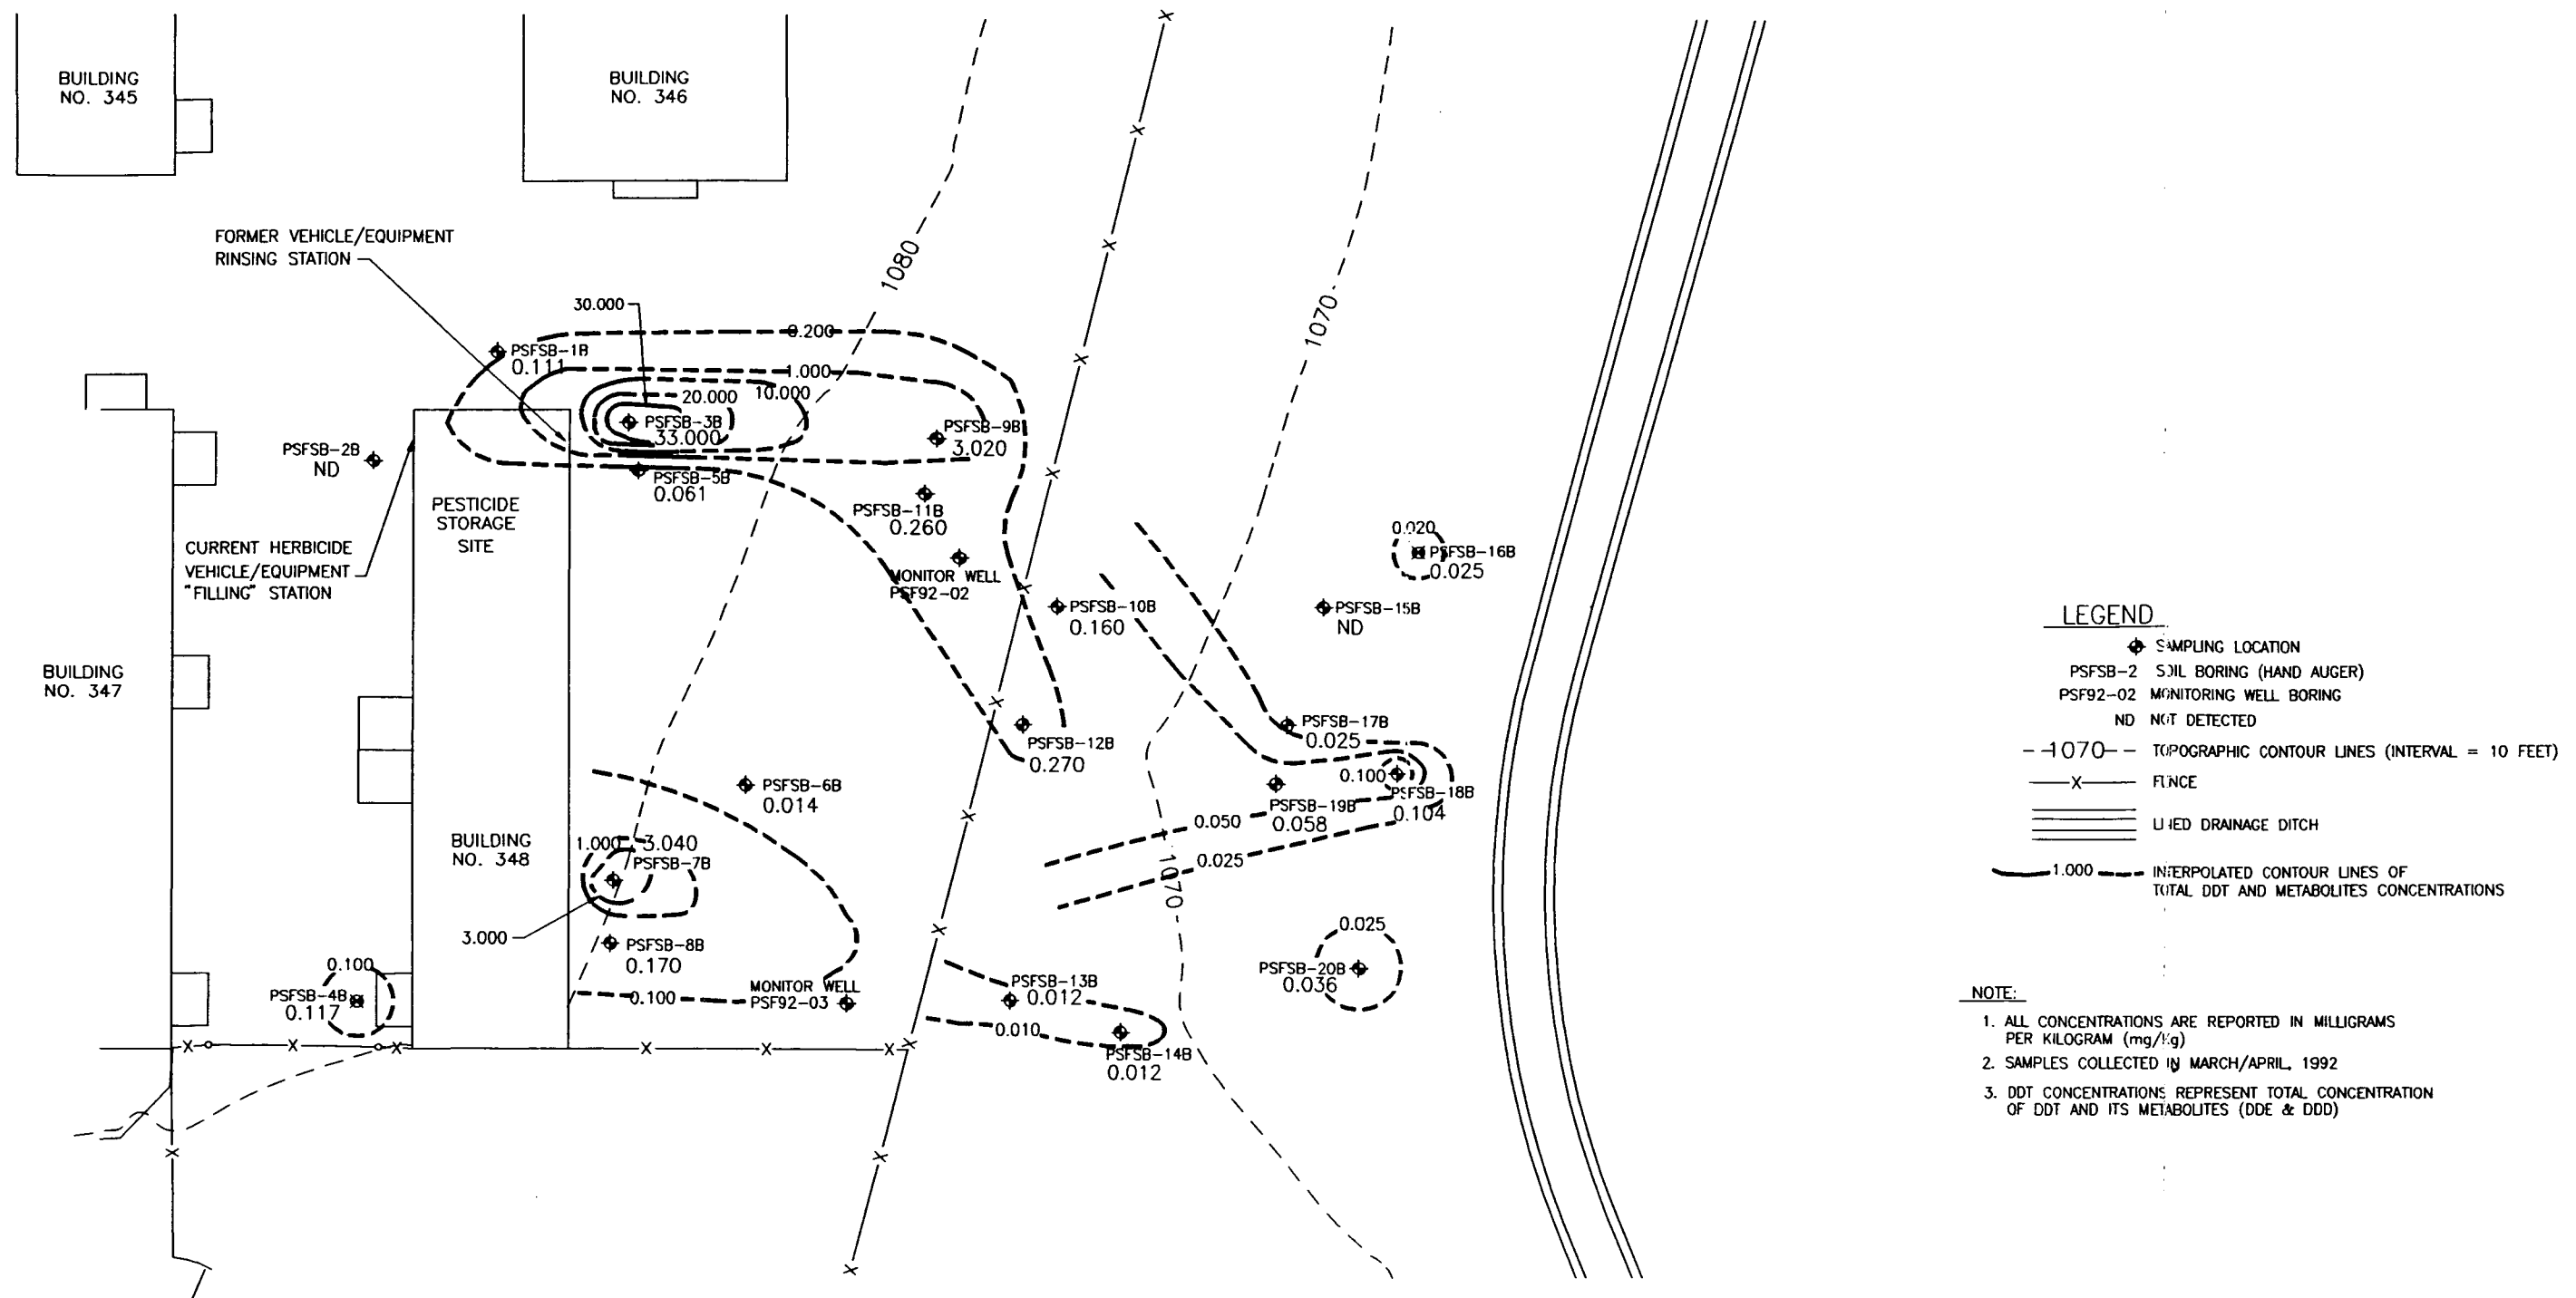 BUILDING
NO. 345
BUILDING
NO. 346
FORMER VEHICLE/EQUIPMENT
RINSING STATION
1080
1070
30.000
0.200
PSFSB-1B
0.111
1.000
20.000
10.000
PSFSB-3B
33.000
PSFSB-9B
3.020
PSFSB-2B
ND
PSFSB-5B
0.061
PSFSB-11B
0.260
PESTICIDE
STORAGE
SITE
CURRENT HERBICIDE
VEHICLE/EQUIPMENT
"FILLING" STATION
MONITOR WELL
PSF92-02
PSFSB-10B
0.160
0.020
PSFSB-16B
0.025
PSFSB-15B
ND
BUILDING
NO. 347
PSFSB-17B
0.025
PSFSB-12B
0.270
PSFSB-6B
0.014
0.100
PSFSB-18B
0.104
PSFSB-19B
0.058
0.050
0.025
1070
BUILDING
NO. 348
1.000
3.040
PSFSB-7B
3.000
PSFSB-8B
0.170
0.100
PSFSB-4B
0.117
0.100
MONITOR WELL
PSF92-03
PSFSB-13B
0.012
0.010
PSFSB-14B
0.012
0.025
PSFSB-20B
0.036
LEGEND
SAMPLING LOCATION
PSFSB-2 SOIL BORING (HAND AUGER)
PSF92-02 MONITORING WELL BORING
ND NOT DETECTED
1070 TOPOGRAPHIC CONTOUR LINES (INTERVAL = 10 FEET)
X FENCE
LINED DRAINAGE DITCH
1.000 INTERPOLATED CONTOUR LINES OF
TOTAL DDT AND METABOLITES CONCENTRATIONS
NOTE:
1. ALL CONCENTRATIONS ARE REPORTED IN MILLIGRAMS
PER KILOGRAM (mg/Kg)
2. SAMPLES COLLECTED IN MARCH/APRIL, 1992
3. DDT CONCENTRATIONS REPRESENT TOTAL CONCENTRATION
OF DDT AND ITS METABOLITES (DDE & DDD)